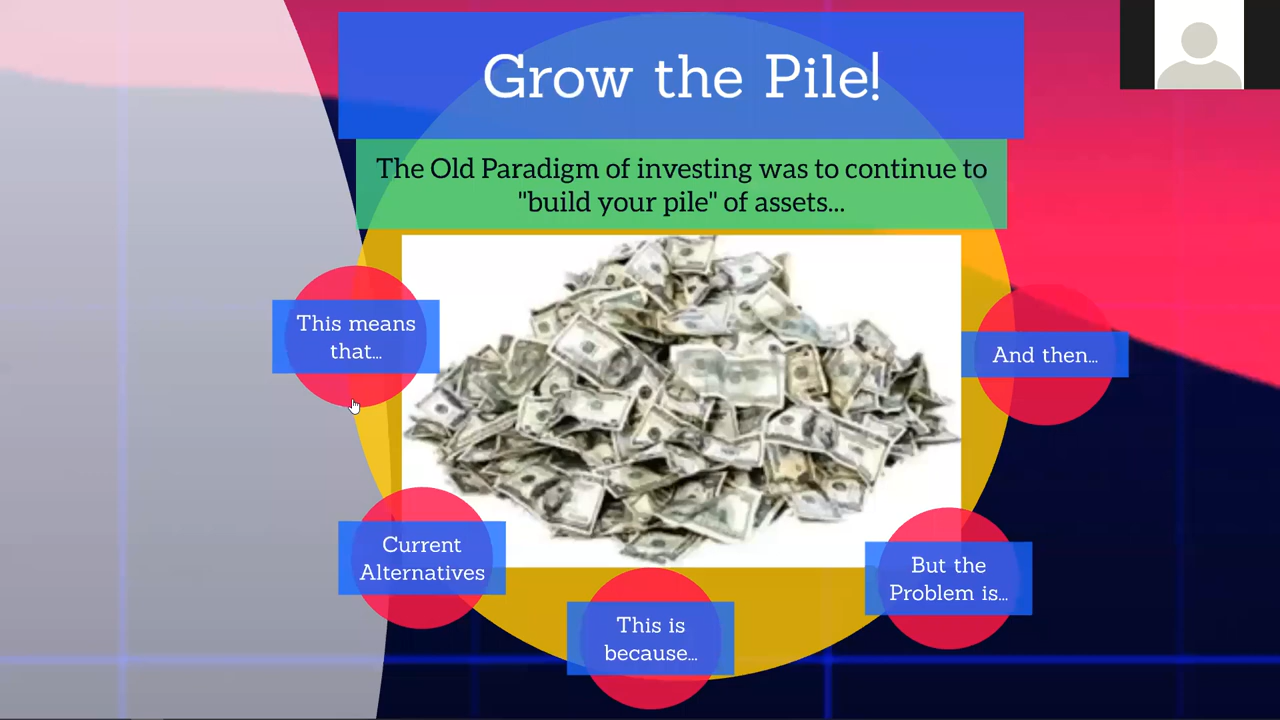 Grow the Pile!
The Old Paradigm of investing was to continue to
"build your pile" of assets...
This means
that...
And then...
Current
Alternatives
But the
Problem is...
This is
because...